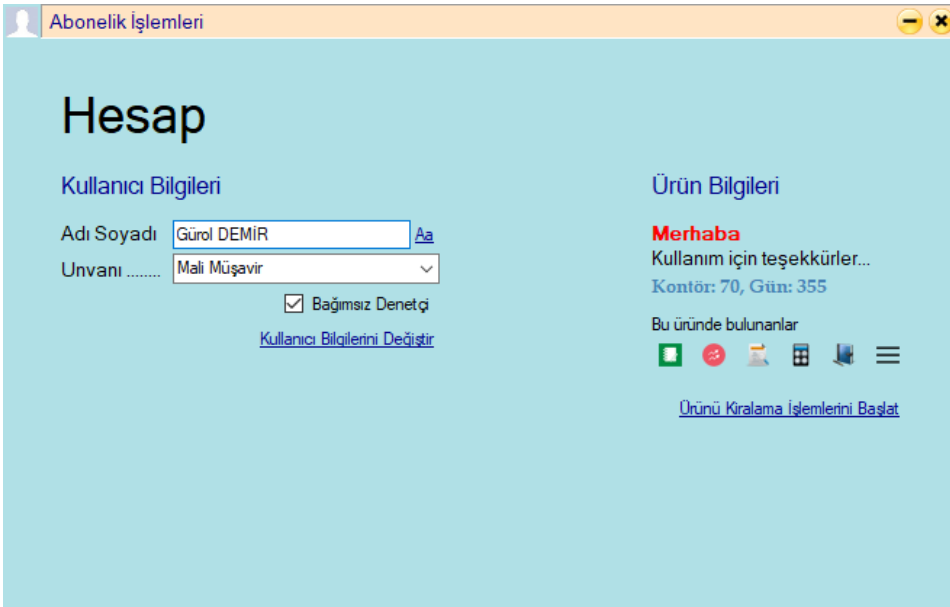 Abonelik İşlemleri
Hesap
Kullanıcı Bilgileri
Adı Soyadı Gürol DEMİR Aa
Unvanı ........ Mali Müşavir
Bağımsız Denetçi
Kullanıcı Bilgilerini Değiştir
Ürün Bilgileri
Merhaba
Kullanım için teşekkürler...
Kontör: 70, Gün: 355
Bu üründe bulunanlar
Ürünü Kiralama İşlemlerini Başlat